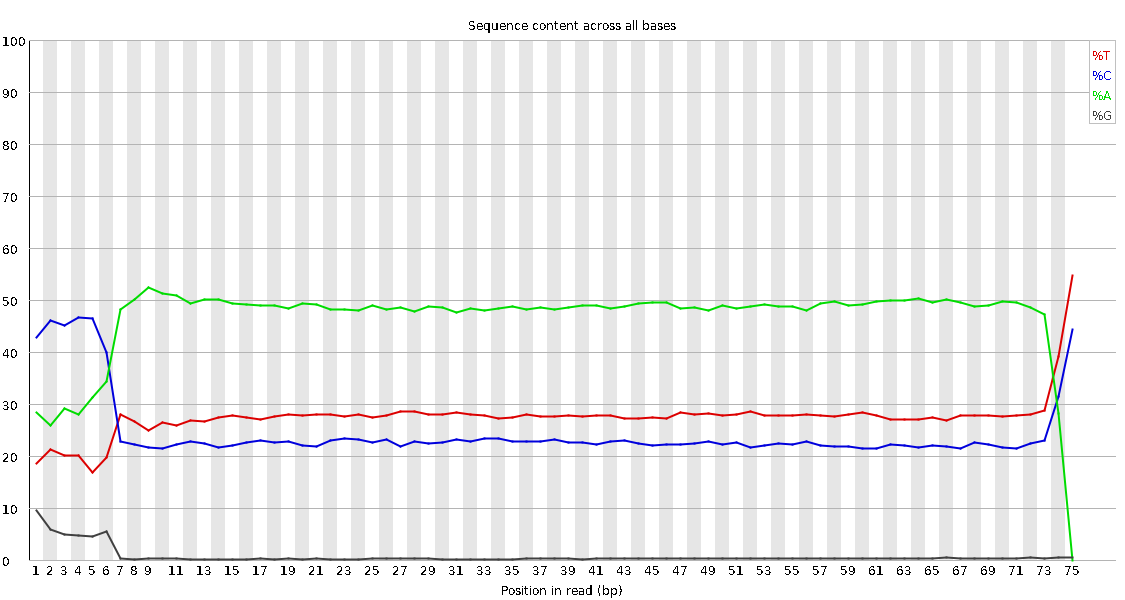 Sequence content across all bases
100
90
80
70
60
50
40
30
20
10
0
%T
%C
%A
%G
1 2 3 4 5 6 7 8 9 11 13 15 17 19 21 23 25 27 29 31 33 35 37 39 41 43 45 47 49 51 53 55 57 59 61 63 65 67 69 71 73 75
Position in read (bp)